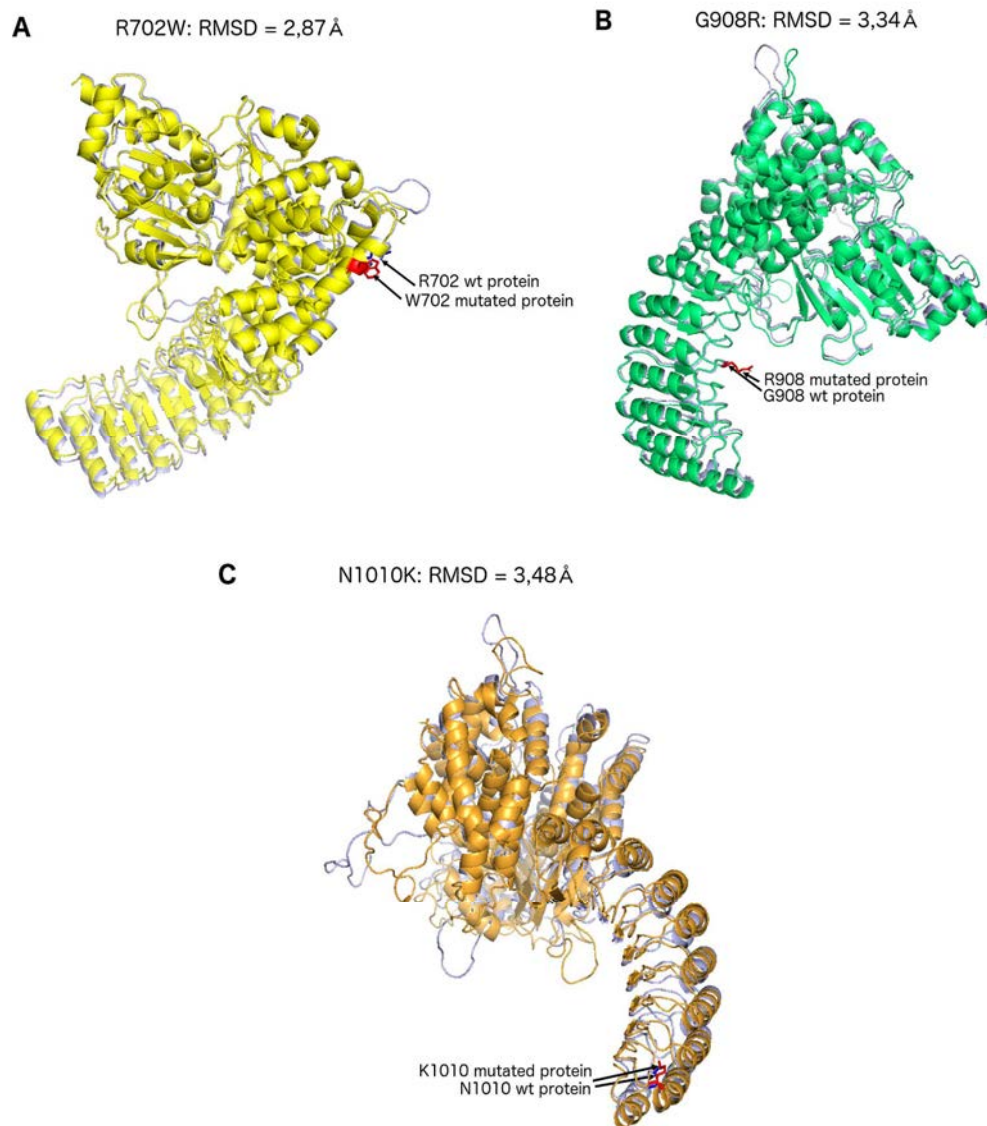 A
R702W: RMSD = 2,87 Å
B
G908R: RMSD = 3,34 Å
R702 wt protein
W702 mutated protein
R908 mutated protein
G908 wt protein
C
N1010K: RMSD = 3,48 Å
K1010 mutated protein
N1010 wt protein